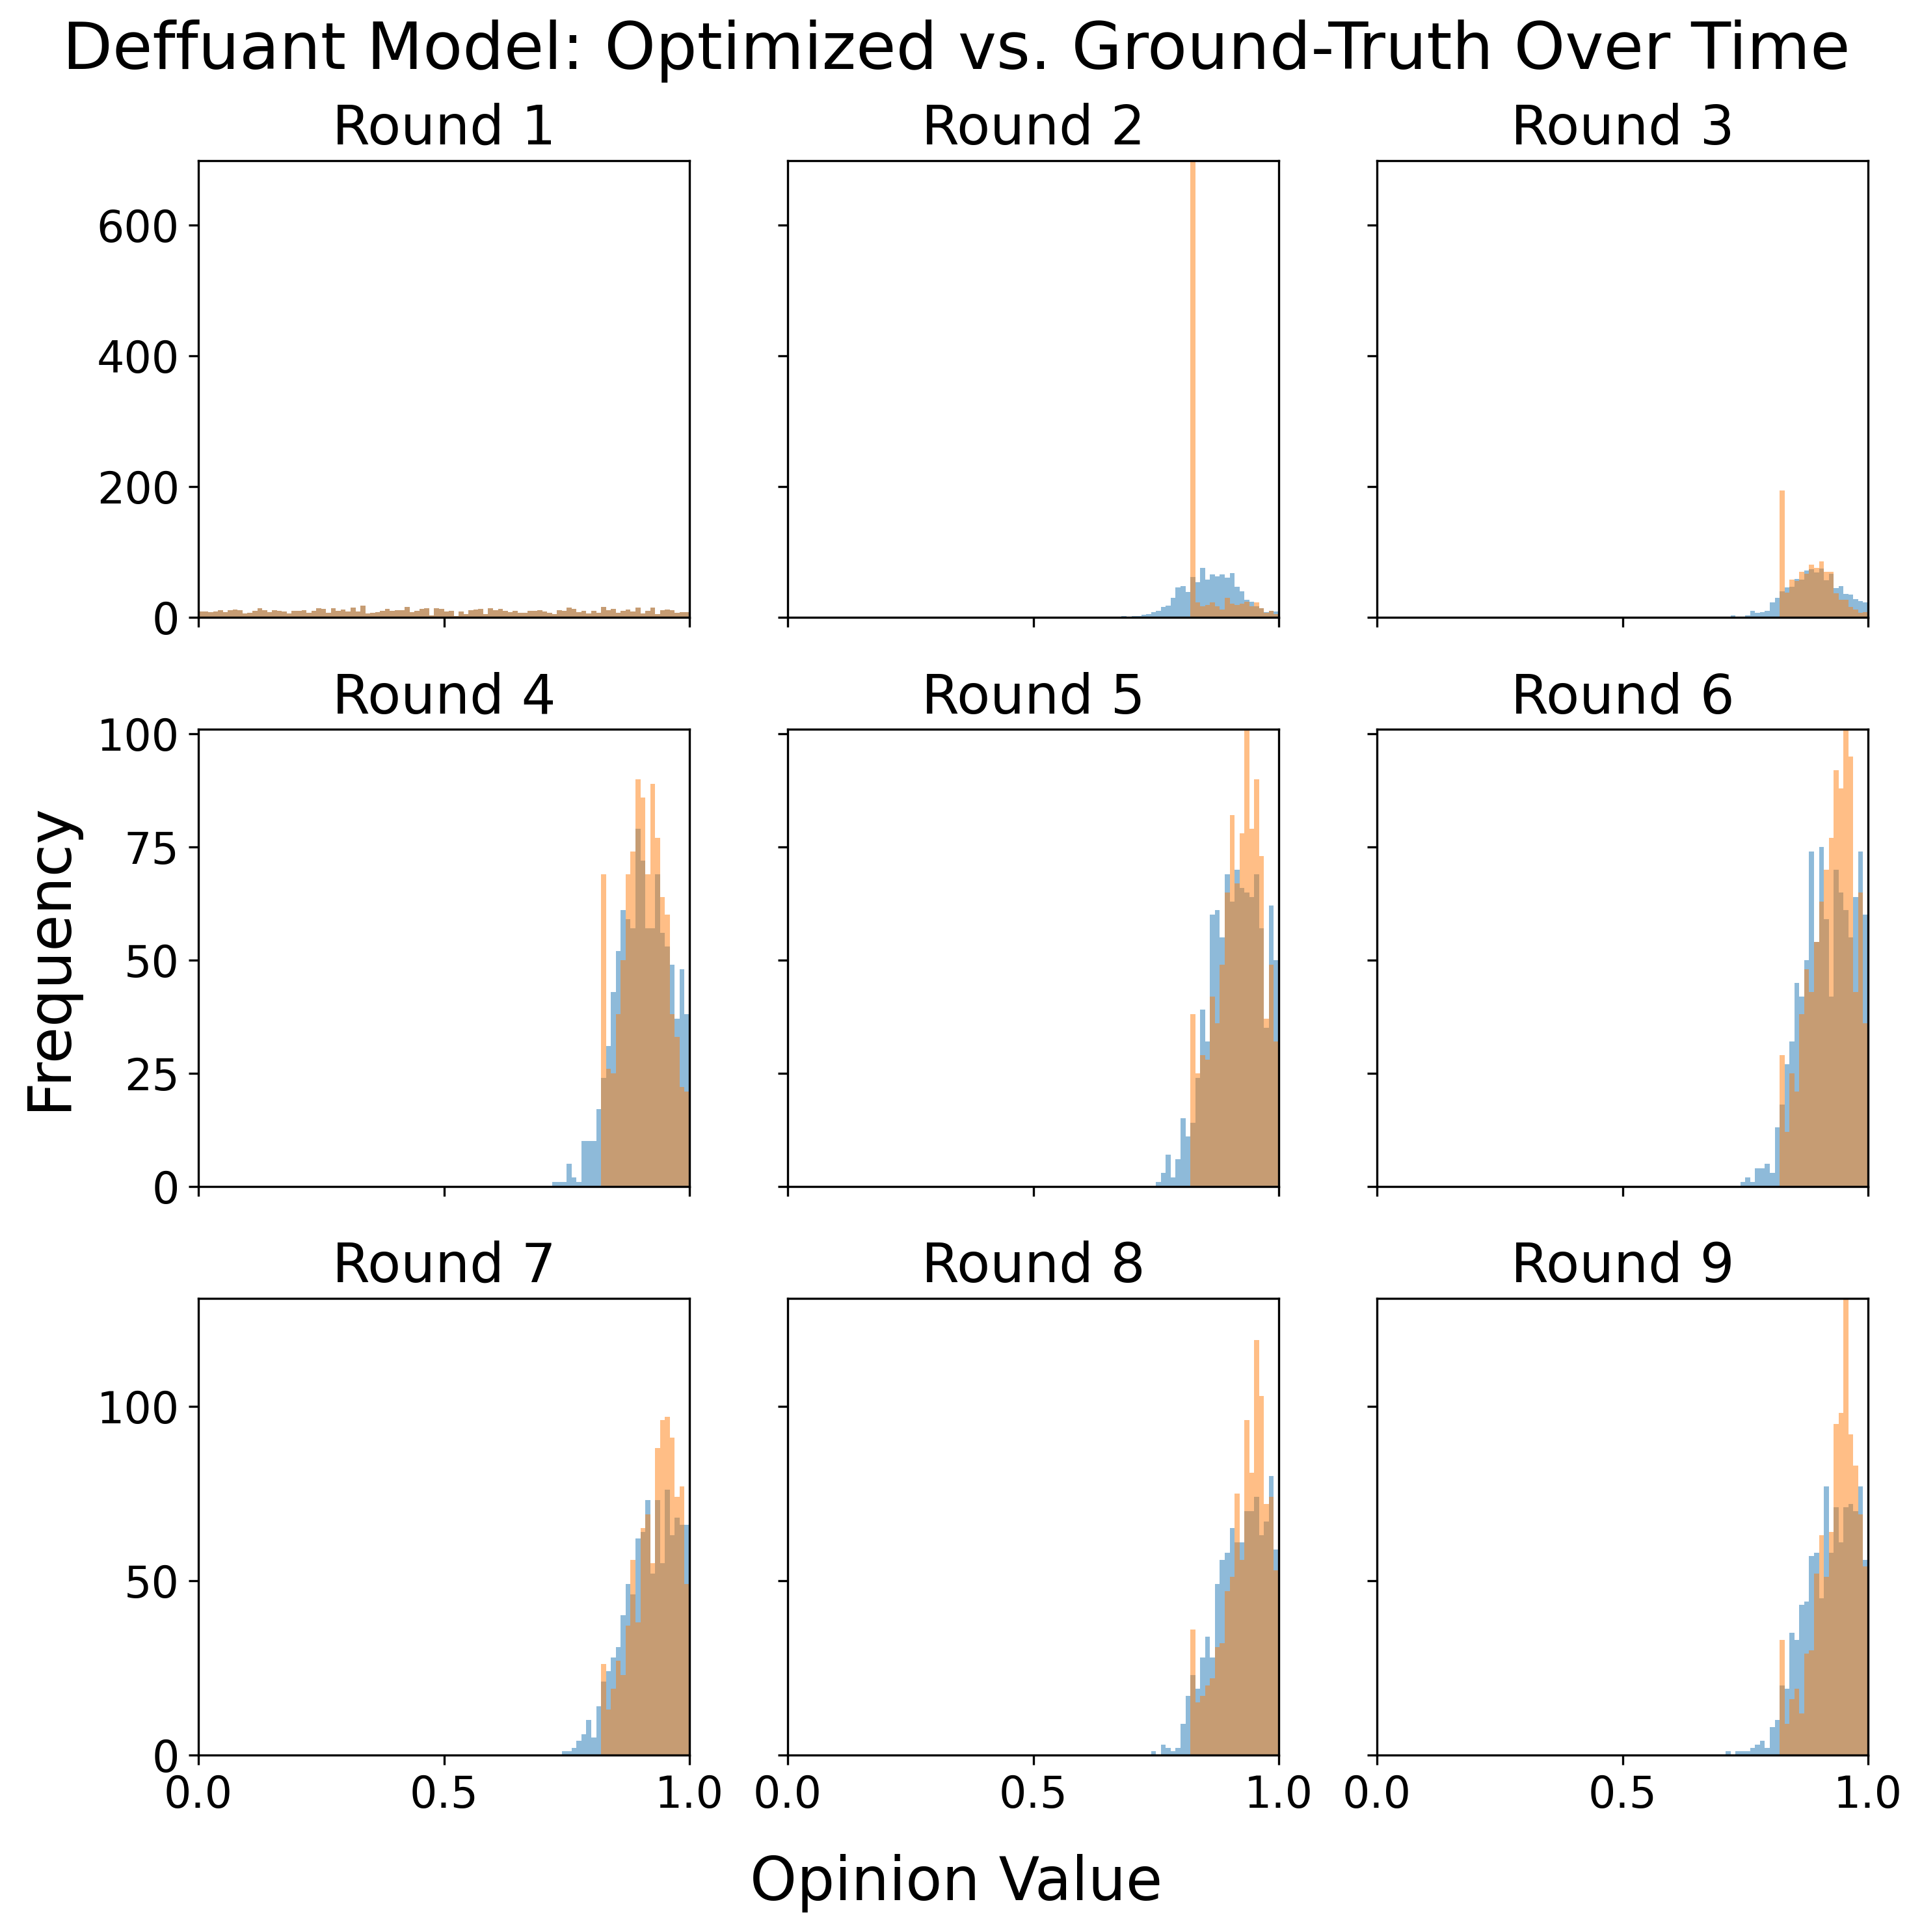 Deffuant Model: Optimized vs. Ground-Truth Over Time
Round 1
Round 2
Round 3
600
400
200
0
Round 4
Round 5
Round 6
100
75
50
25
0
Frequency
Round 7
Round 8
Round 9
100
50
0
0.0 0.5 1.0
0.0 0.5 1.0
0.0 0.5 1.0
Opinion Value